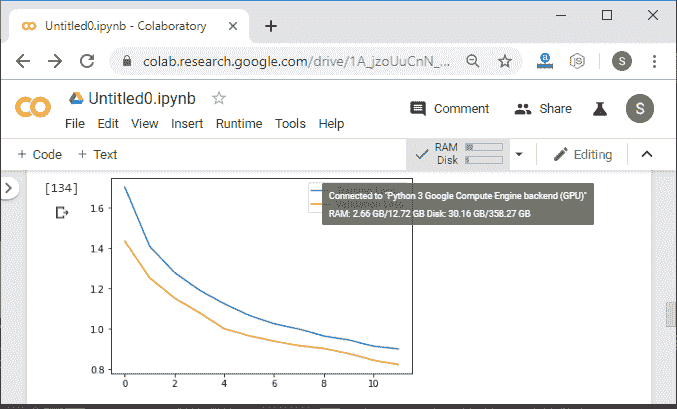 Untitled0.ipynb - Colaboratory
colab.research.google.com/drive/1A_jzoUuCnN_...
S
Untitled0.ipynb
Comment
Share
S
File Edit View Insert Runtime Tools Help
+ Code + Text
RAM
Disk
Editing
[134]
Connected to "Python 3 Google Compute Engine backend (GPU)"
RAM: 2.66 GB/12.72 GB Disk: 30.16 GB/358.27 GB
1.6
1.4
1.2
1.0
0.8
0 2 4 6 8 10